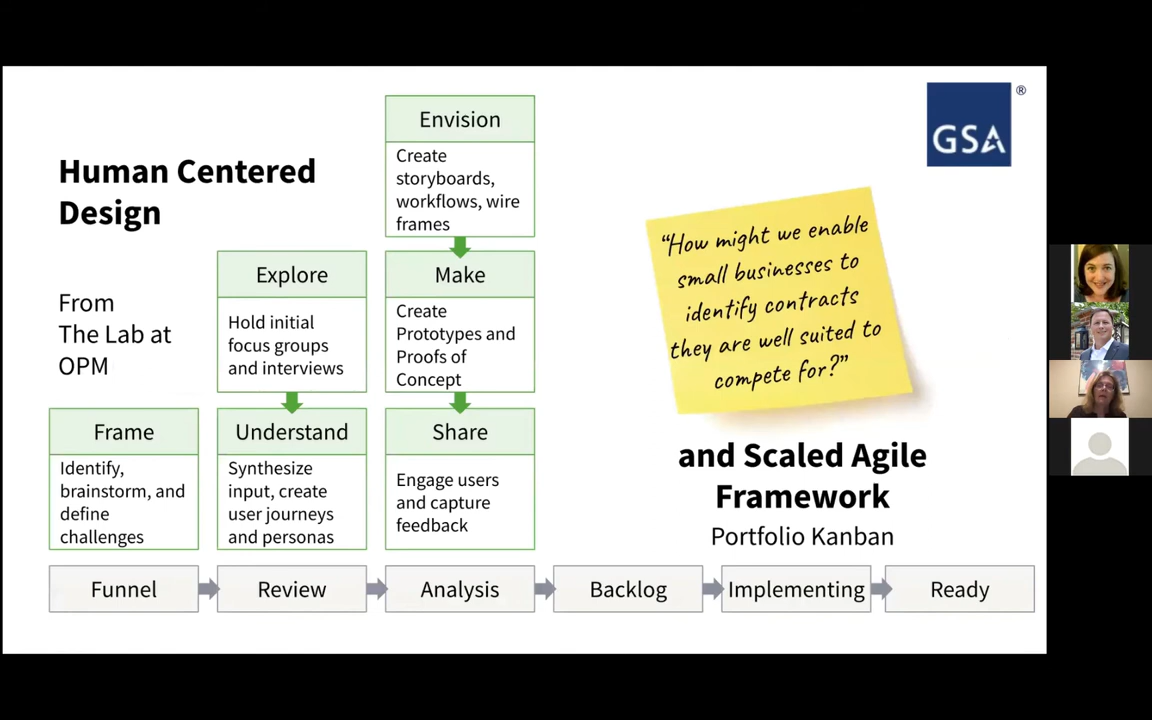 Human Centered
Design
From
The Lab at
OPM
Frame
Identify,
brainstorm, and
define
challenges
Explore
Hold initial
focus groups
and interviews
Understand
Synthesize
input, create
user journeys
and personas
Envision
Create
storyboards,
workflows, wire
frames
Make
Create
Prototypes and
Proofs of
Concept
Share
Engage users
and capture
feedback
GSA ®
“How might we enable
small businesses to
identify contracts
they are well suited to
compete for?”
and Scaled Agile
Framework
Portfolio Kanban
Funnel
Review
Analysis
Backlog
Implementing
Ready